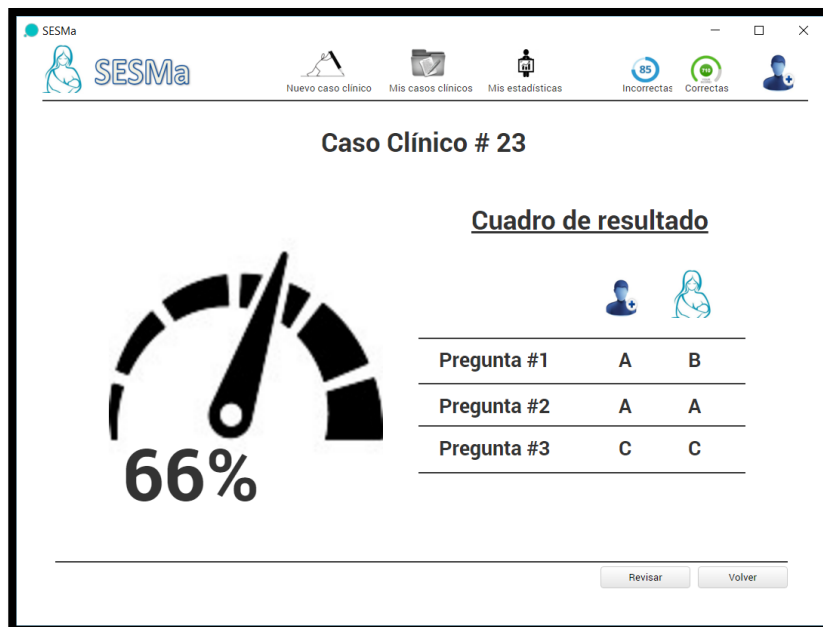 SESMa
SESMa
Nuevo caso clínico
Mis casos clínicos
Mis estadísticas
85
Incorrectas
Correctas
Caso Clínico # 23
Cuadro de resultado
Pregunta #1 A B
Pregunta #2 A A
Pregunta #3 C C
66%
Revisar
Volver